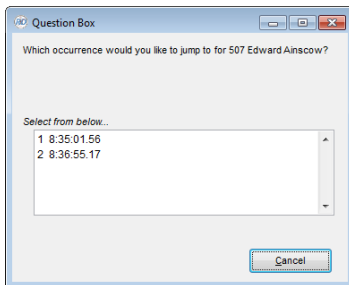 Question Box
Which occurrence would you like to jump to for 507 Edward Ainscow?
Select from below...
1 8:35:01.56
2 8:36:55.17
Cancel